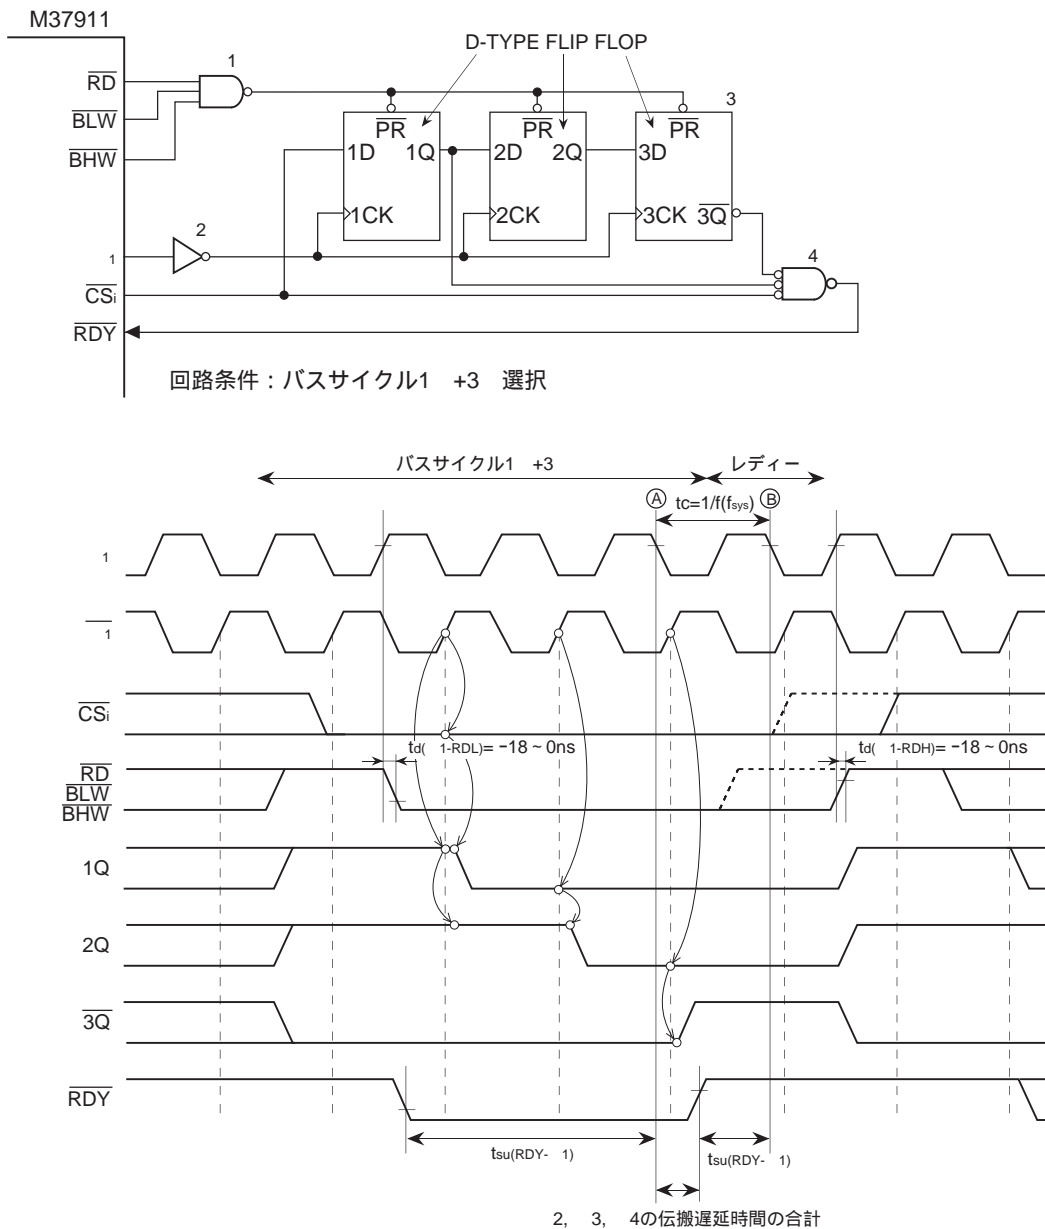 M37911
D-TYPE FLIP FLOP
1
3
RD
BLW
BHW
PR
PR
PR
1D 1Q
2D 2Q
3D
1CK
2CK
3CK 3Q
2
4
1
CSi
RDY
回路条件：バスサイクル1 +3 選択
バスサイクル1 +3
レディー
A
tc=1/f(fsys)
B
1
1
CSi
td( 1-RDL)= −18 ~ 0ns
td( 1-RDH)= −18 ~ 0ns
RD
BLW
BHW
1Q
2Q
3Q
RDY
tsu(RDY- 1)
tsu(RDY- 1)
2, 3, 4の伝搬遅延時間の合計